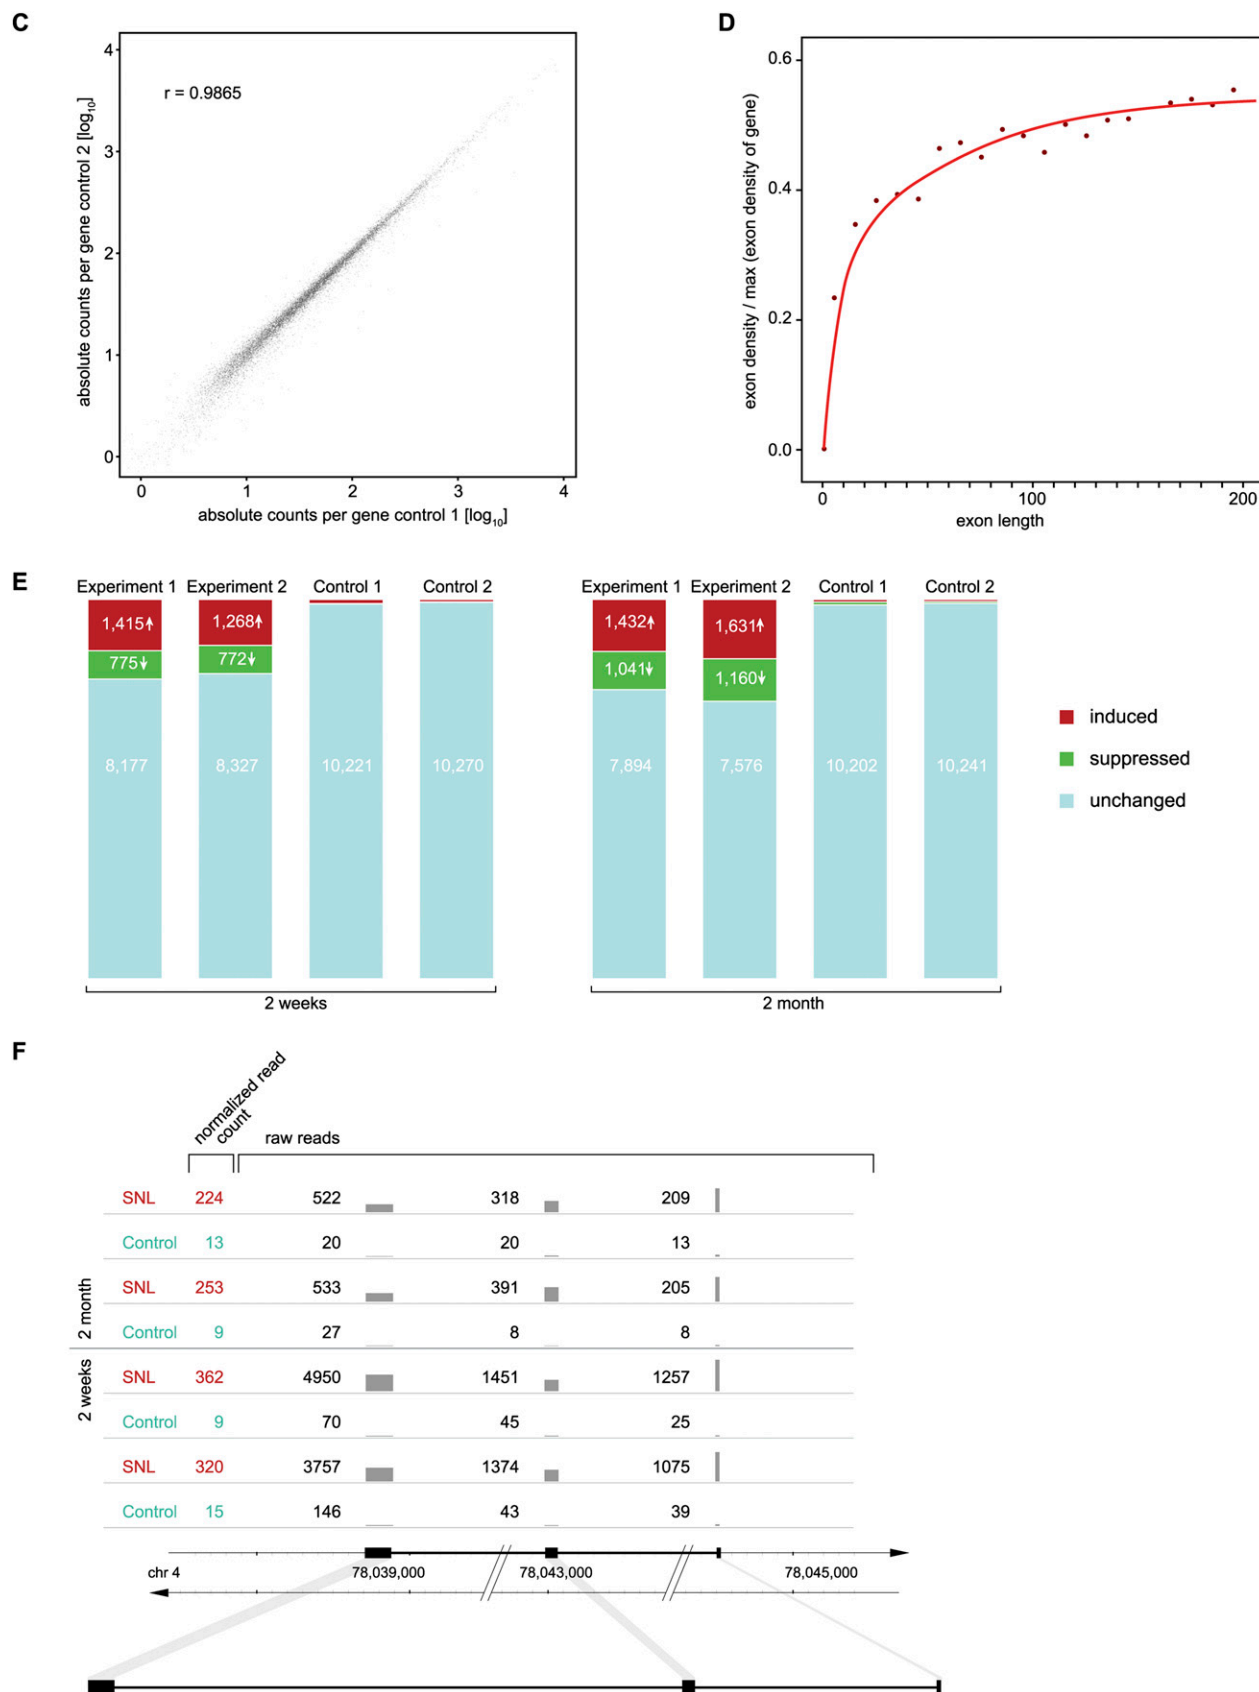 C
D
4
3
2
1
0
r = 0.9865
absolute counts per gene control 2 [log10]
0 1 2 3 4
absolute counts per gene control 1 [log10]
0.6
0.4
0.2
0.0
exon density / max (exon density of gene)
0 100 200
exon length
E
Experiment 1 Experiment 2 Control 1 Control 2
1,415↑ 1,268↑
775↓ 772↓
8,177 8,327 10,221 10,270
2 weeks
Experiment 1 Experiment 2 Control 1 Control 2
1,432↑ 1,631↑
1,041↓ 1,160↓
7,894 7,576 10,202 10,241
2 month
induced
suppressed
unchanged
F
normalized read
count
raw reads
SNL 224 522 318 209
Control 13 20 20 13
2 month
SNL 253 533 391 205
Control 9 27 8 8
2 weeks
SNL 362 4950 1451 1257
Control 9 70 45 25
SNL 320 3757 1374 1075
Control 15 146 43 39
chr 4 78,039,000 78,043,000 78,045,000